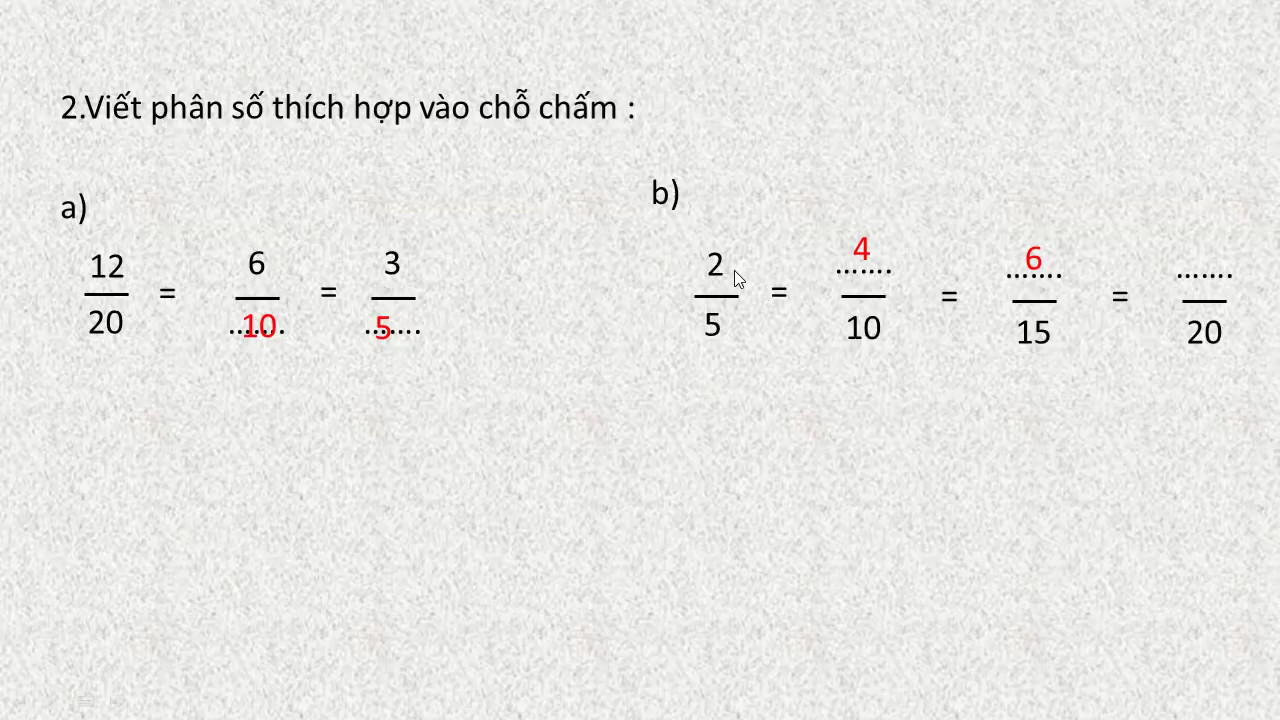 2.Viết phân số thích hợp vào chỗ chấm :
a)
12/20 = 6/10 = 3/5
b)
2/5 = 4/10 = 6/15 = ......./20